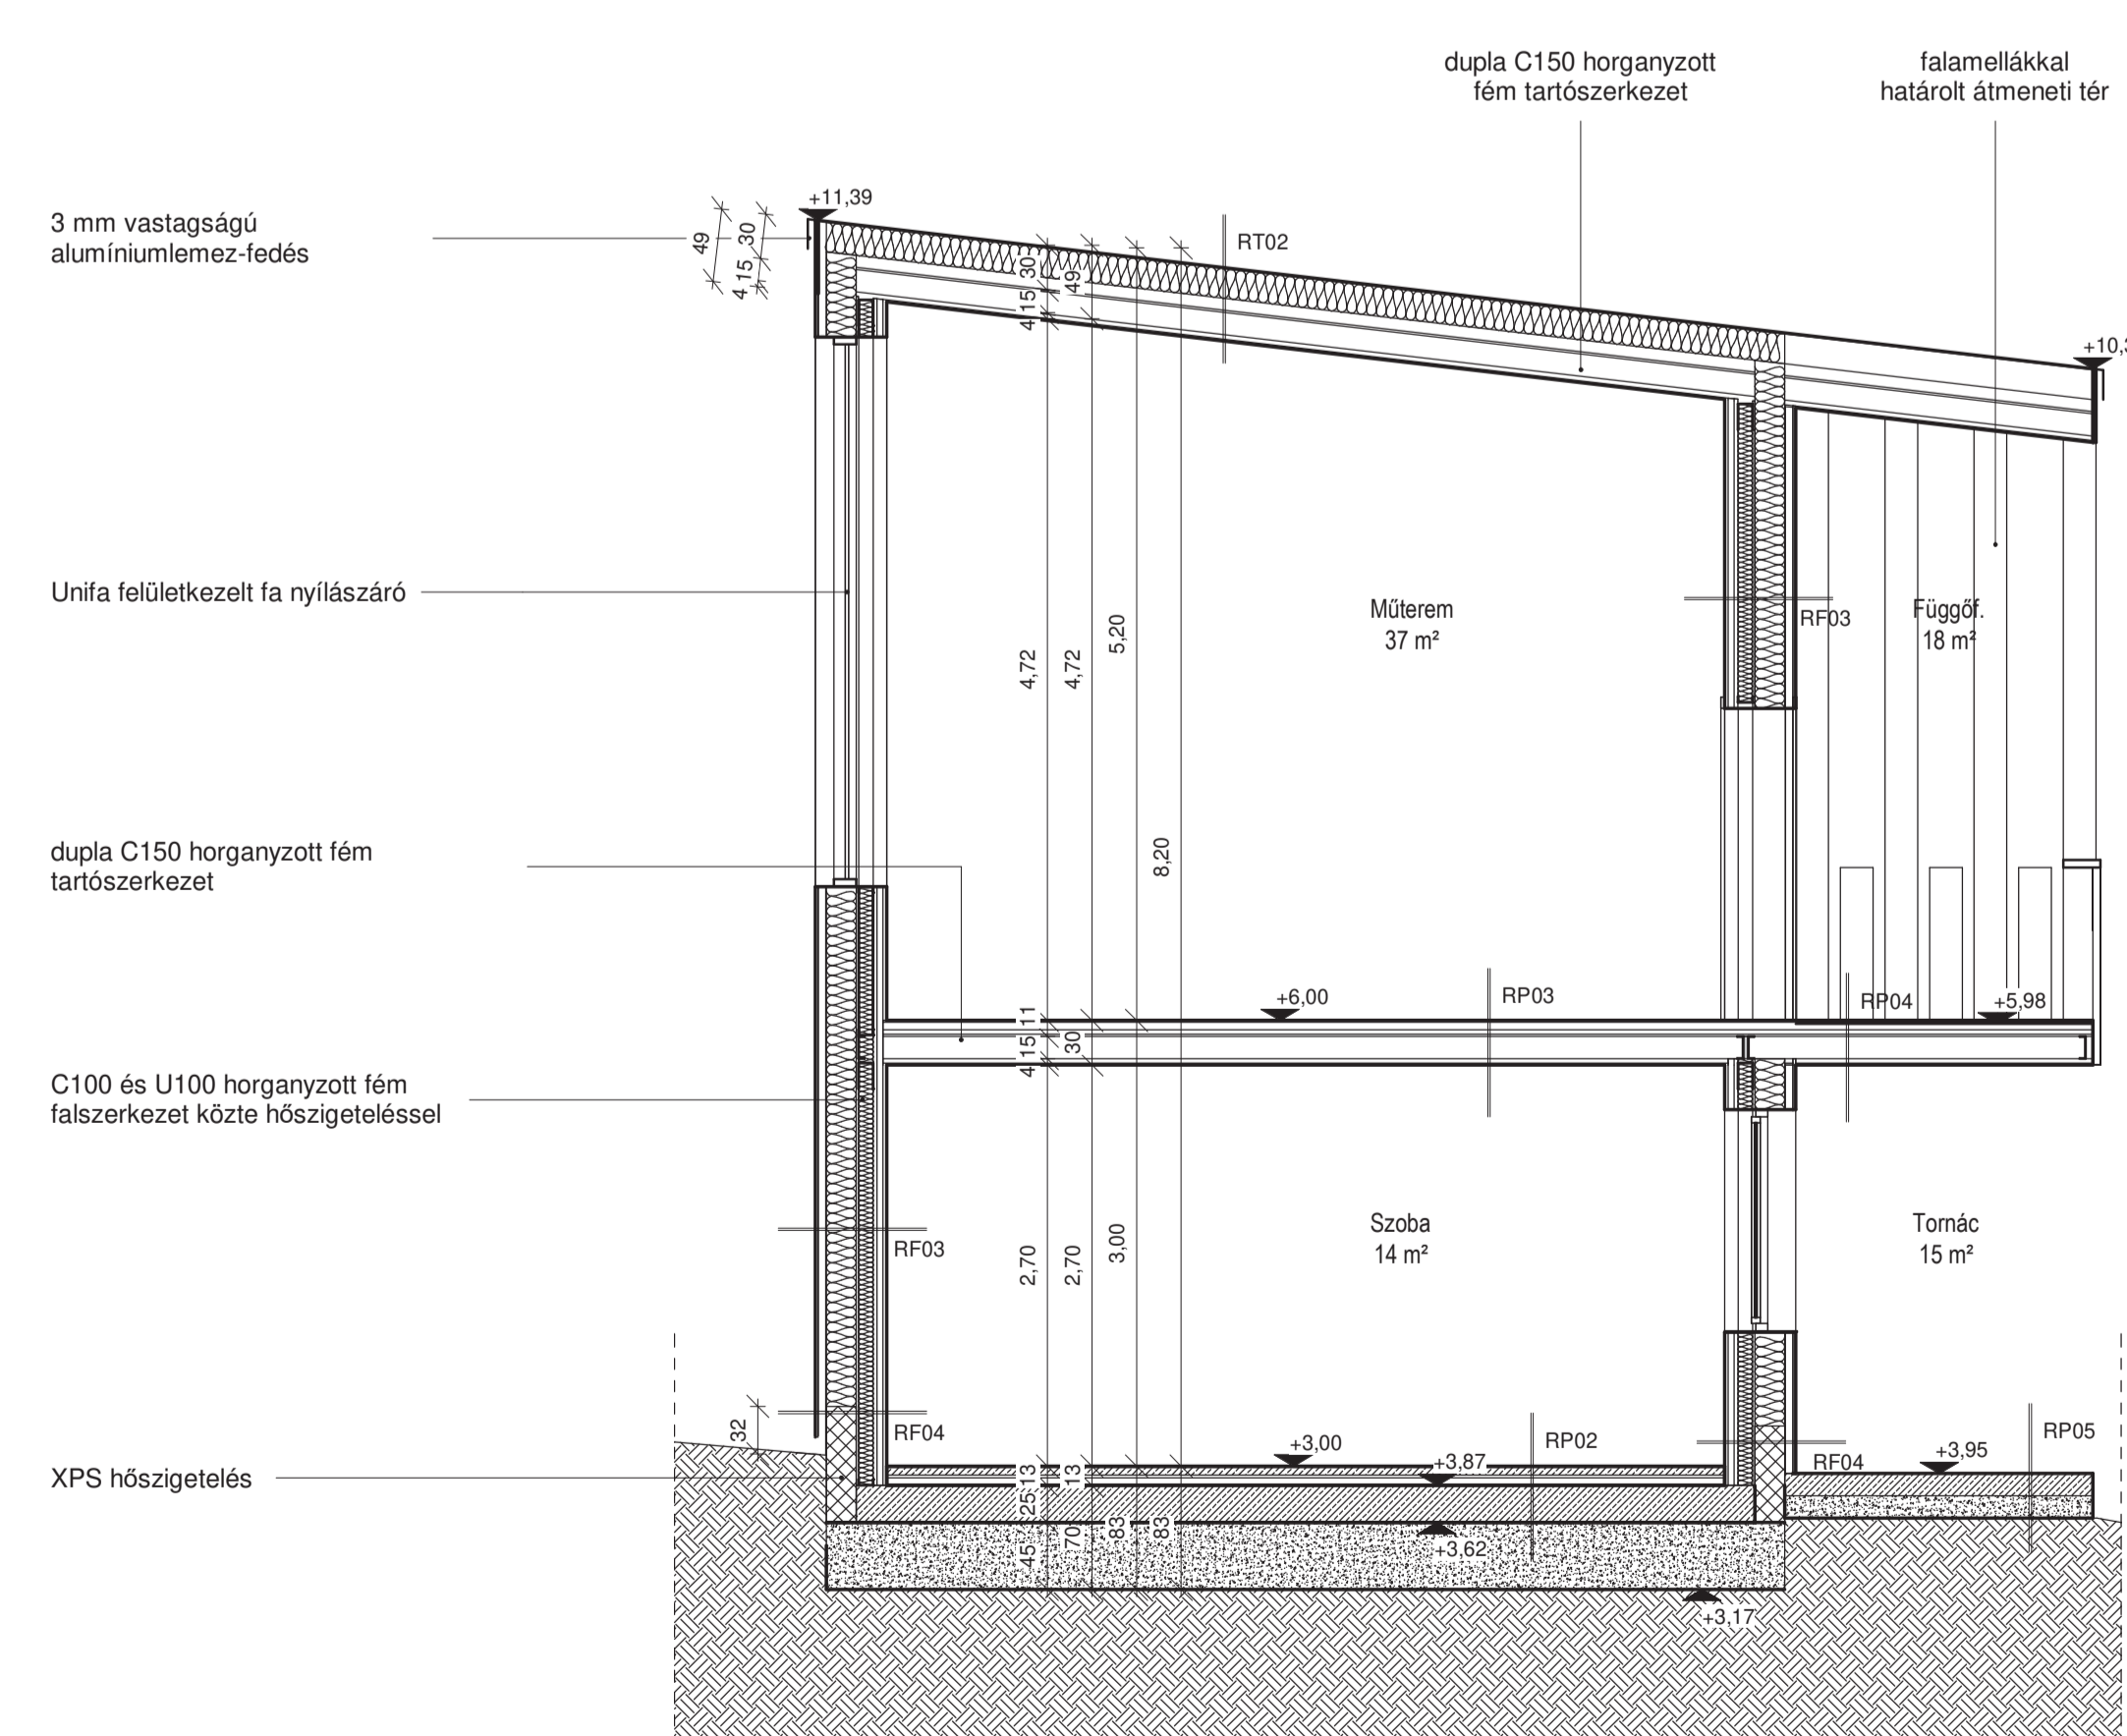 dupla C150 horganyzott
fém tartószerkezet
falamellákkal
határolt átmeneti tér
3 mm vastagságú
alumíniumlemez-fedés
+11,39
49
30
15
4
RT02
30
15
4
49
Unifa felületkezelt fa nyílászáró
4,72
4,72
5,20
8,20
Műterem
37 m²
RF03
Függőf.
18 m²
dupla C150 horganyzott fém
tartószerkezet
+6,00
RP03
RP04
+5,98
11
15
4
30
C100 és U100 horganyzott fém
falszerkezet közte hőszigeteléssel
RF03
2,70
2,70
3,00
Szoba
14 m²
Tornác
15 m²
32
RF04
+3,00
+3,87
RP02
RF04
+3,95
RP05
XPS hőszigetelés
13
25
45
13
70
83
83
+3,62
+3,17